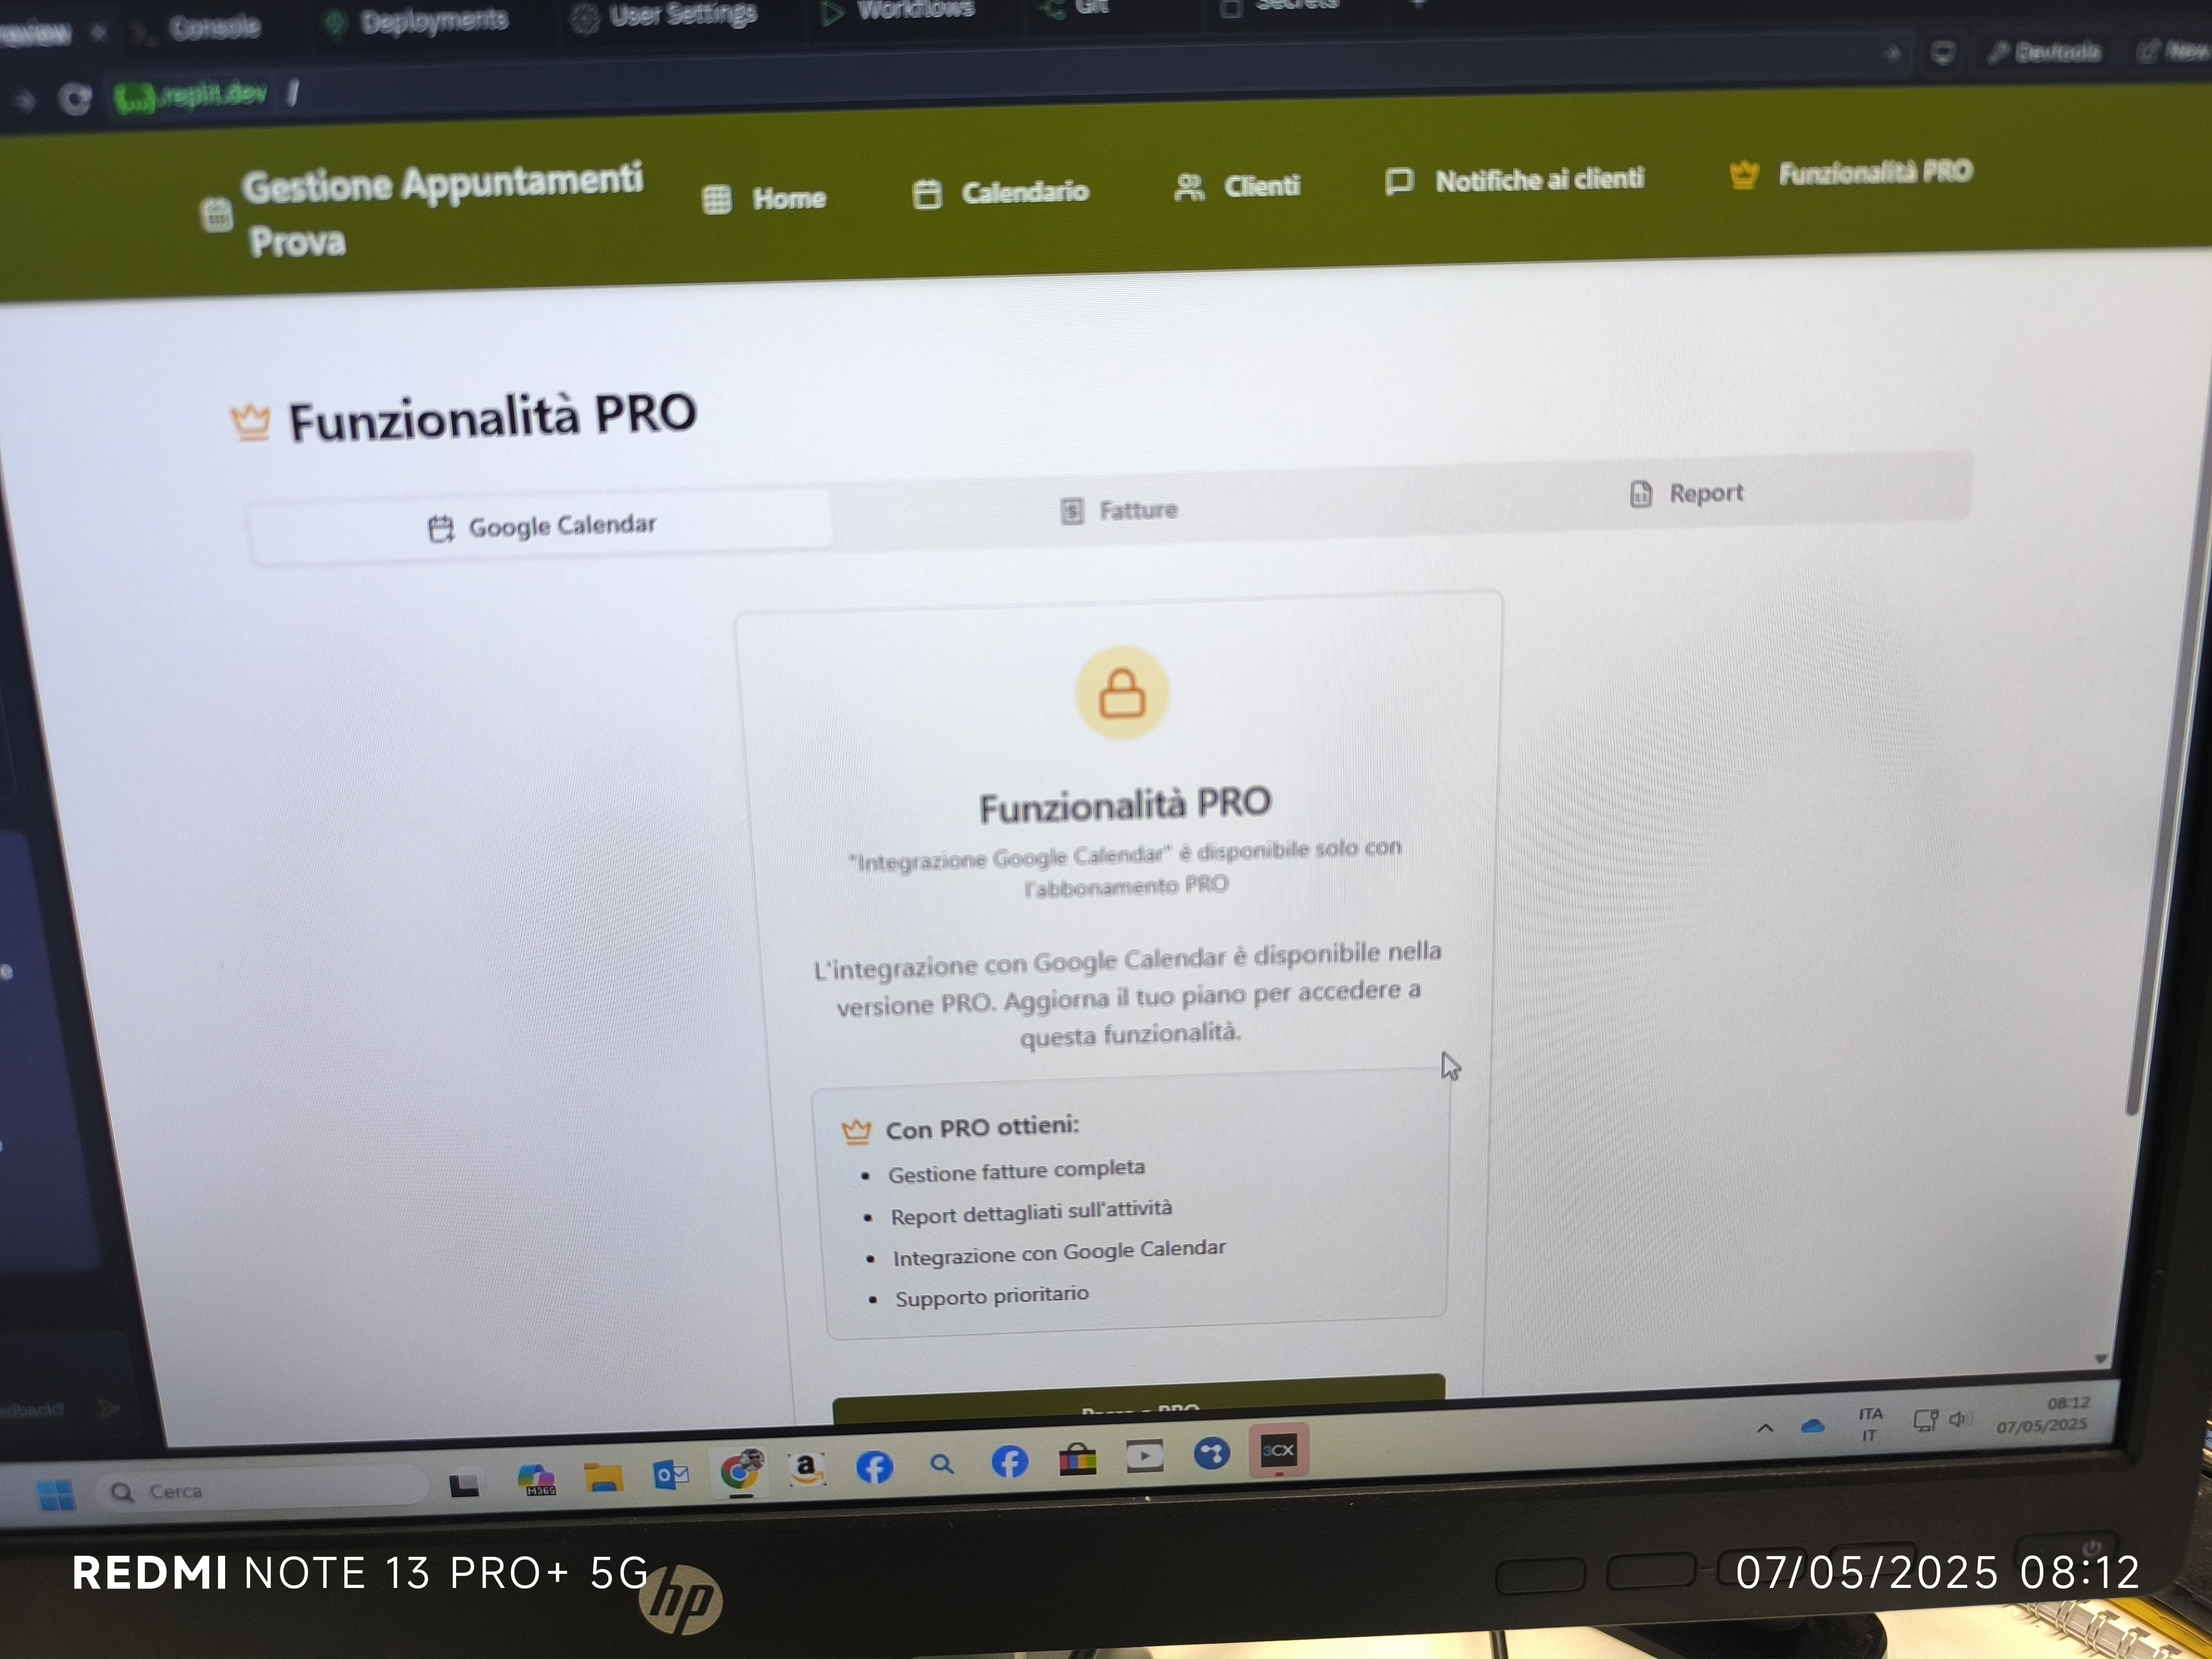 Console
Deployments
User Settings
Workflows
Git
Secrets
.replit.dev /
Devtools
New
Gestione Appuntamenti
Prova
Home
Calendario
Clienti
Notifiche ai clienti
Funzionalità PRO
Funzionalità PRO
Google Calendar
Fatture
Report
Funzionalità PRO
"Integrazione Google Calendar" è disponibile solo con
l'abbonamento PRO
L'integrazione con Google Calendar è disponibile nella
versione PRO. Aggiorna il tuo piano per accedere a
questa funzionalità.
Con PRO ottieni:
• Gestione fatture completa
• Report dettagliati sull'attività
• Integrazione con Google Calendar
• Supporto prioritario
PRO
Cerca
M365
a
3CX
ITA
IT
08:12
07/05/2025
REDMI NOTE 13 PRO+ 5G
hp
07/05/2025 08:12